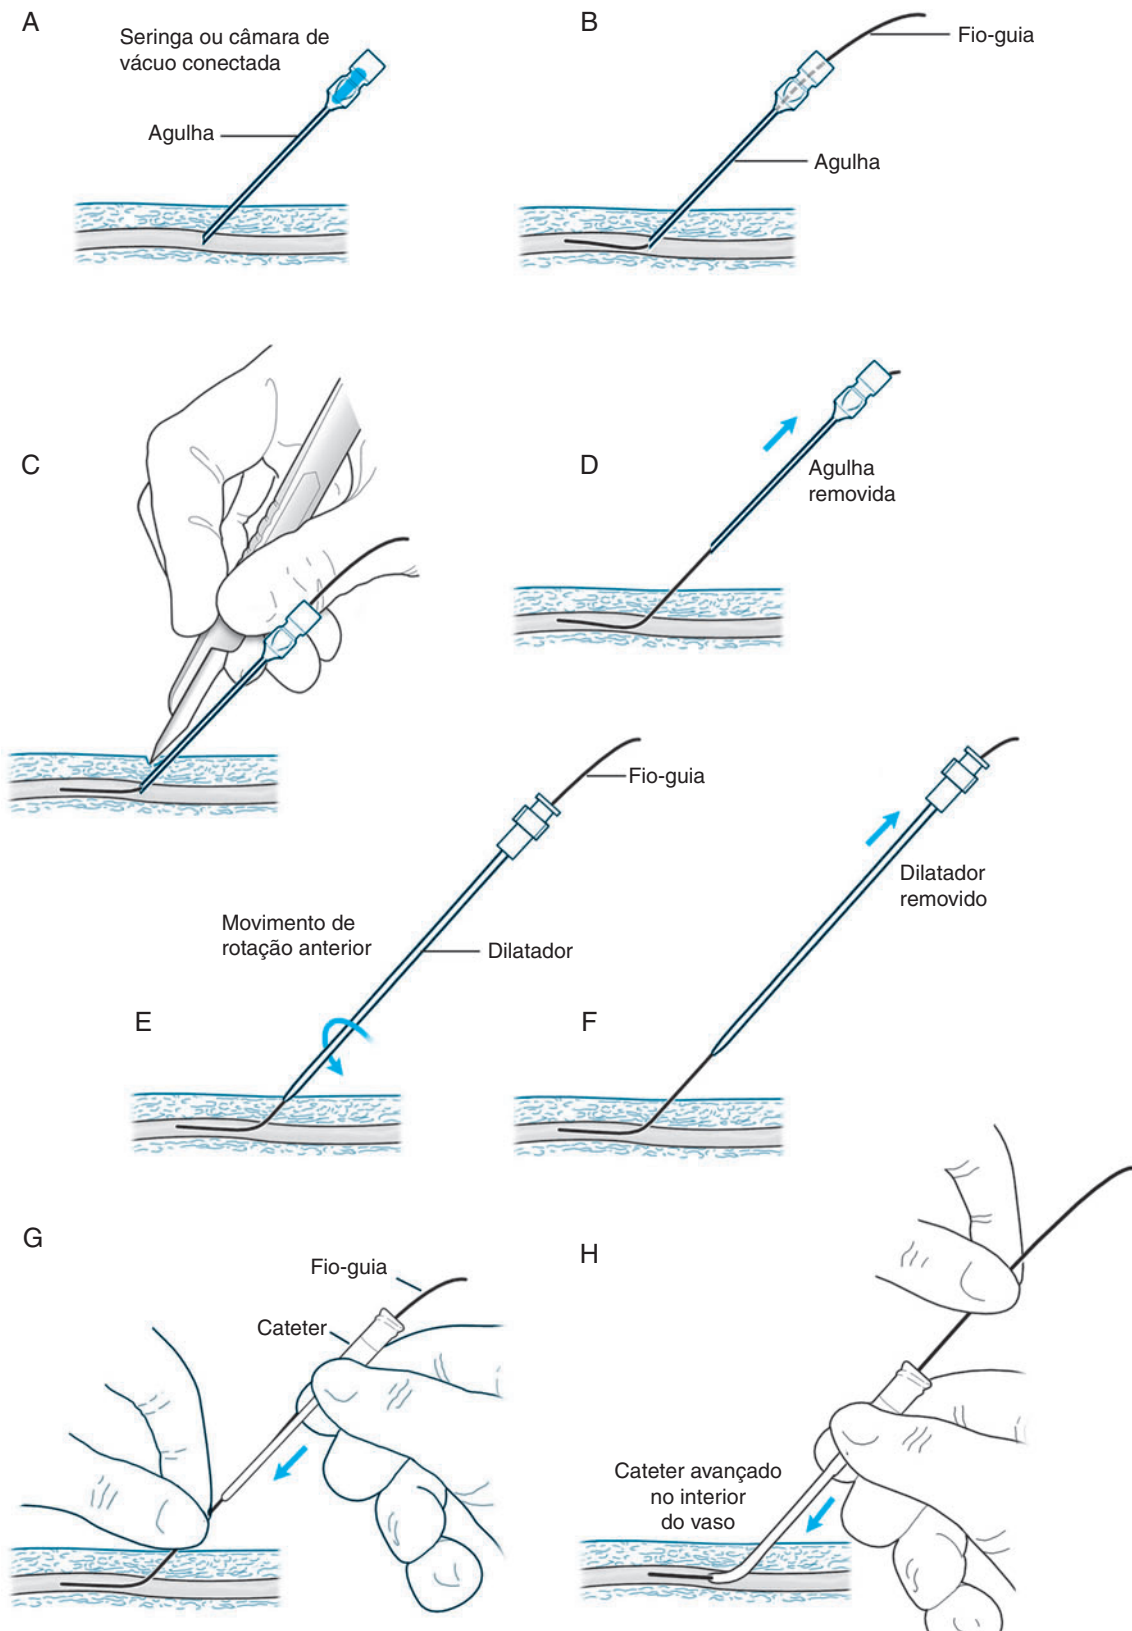 A
Seringa ou câmara de
vácuo conectada
Agulha
B
Fio-guia
Agulha
C
D
Agulha
removida
Fio-guia
Movimento de
rotação anterior
Dilatador
E
Dilatador
removido
F
G
Fio-guia
Cateter
H
Cateter avançado
no interior
do vaso